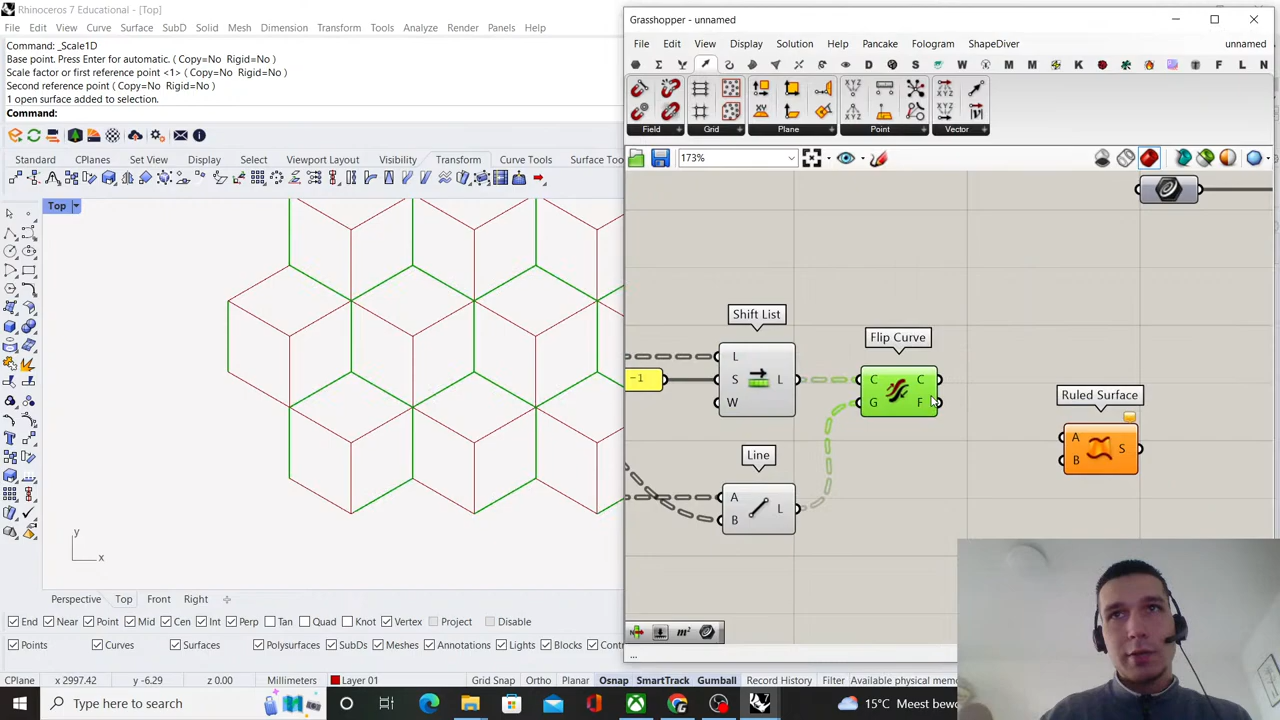 Rhinoceros 7 Educational - [Top]
File Edit View Curve Surface SubD Solid Mesh Dimension Transform Tools Analyze Render Panels Help
Command: _Scale1D
Base point. Press Enter for automatic. ( Copy=No Rigid=No )
Scale factor or first reference point <1> ( Copy=No Rigid=No )
Second reference point ( Copy=No Rigid=No )
1 open surface added to selection.
Command:
Standard CPlanes Set View Display Select Viewport Layout Visibility Transform Curve Tools Surface Too
Top
y
x
Perspective Top Front Right
End Near Point Mid Cen Int Perp Tan Quad Knot Vertex Project Disable
Points Curves Surfaces Polysurfaces SubDs Meshes Annotations Lights Blocks Con
CPlane x 2997.42 y -6.29 z 0.00 Millimeters Layer 01 Grid Snap Ortho Planar Osnap SmartTrack Gumball Record History Filter Available physical memo
Grasshopper - unnamed
File Edit View Display Solution Help Pancake Fologram ShapeDiver unnamed
Field Grid Plane Point Vector
173%
Shift List
L
S L
W
-1
Flip Curve
C C
G F
Ruled Surface
A
B S
Line
A L
B
m²
...
Type here to search
15°C Meest bewo